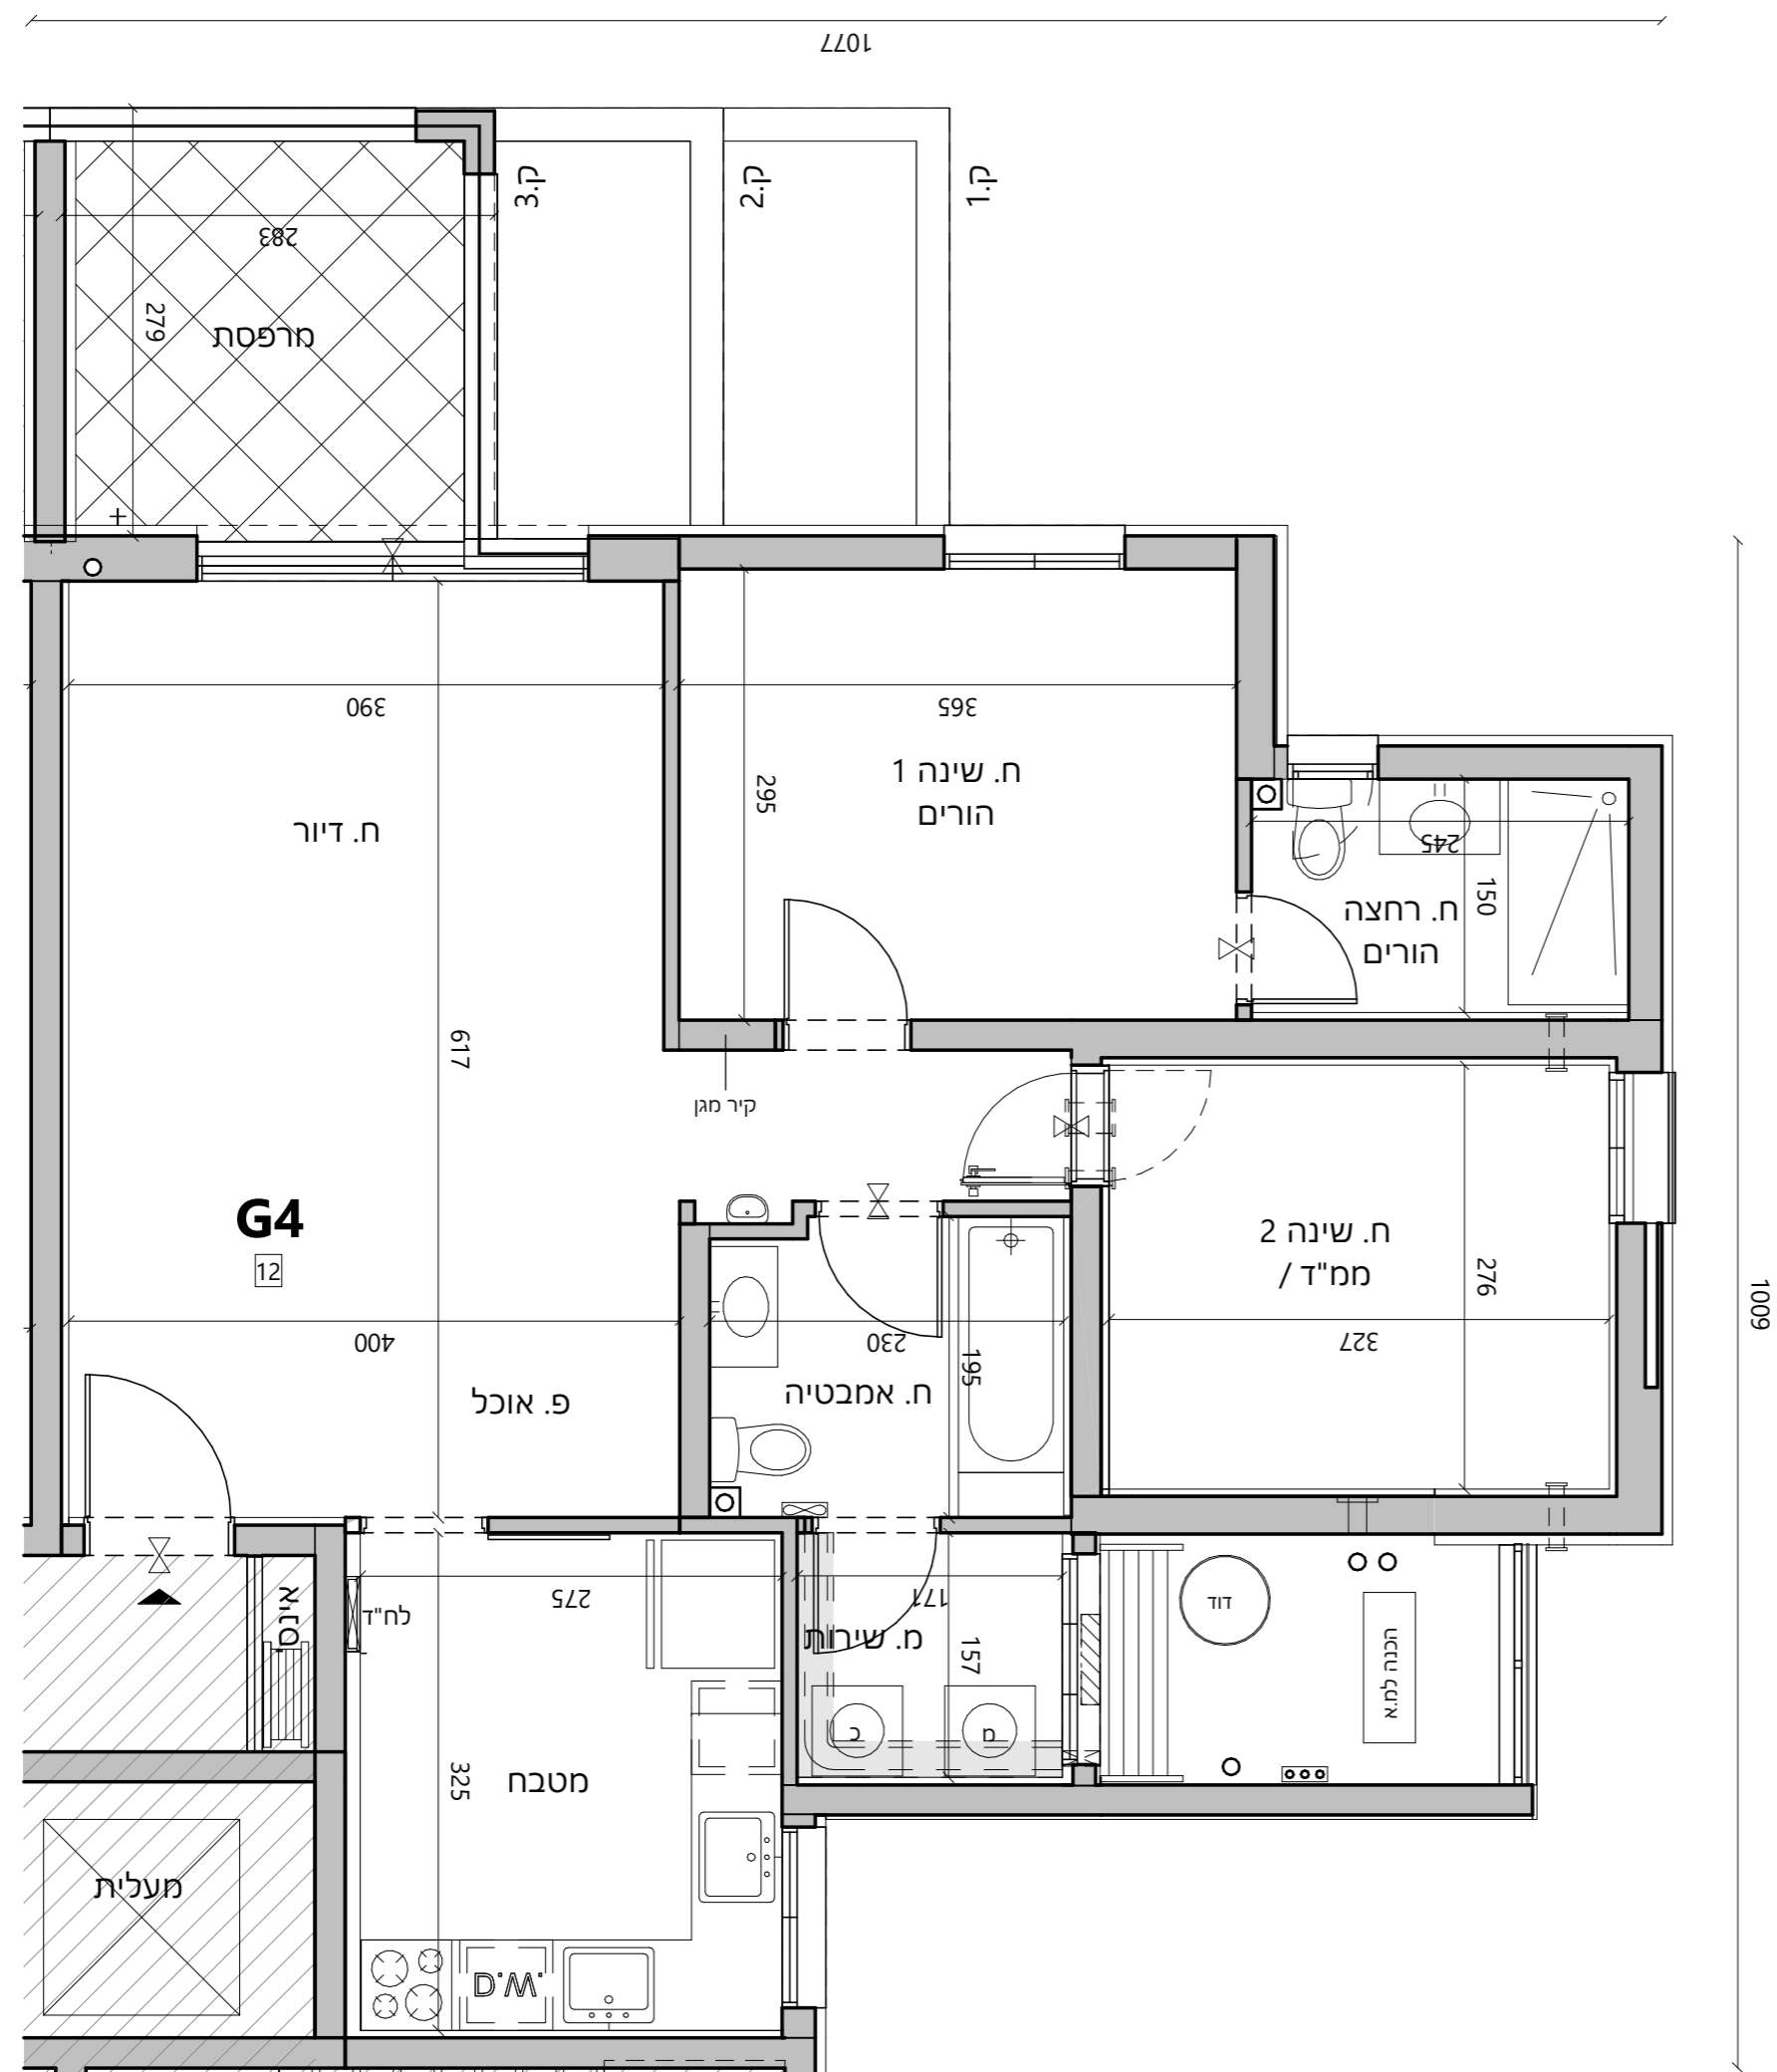 1077
ק.3
ק.2
ק.1
283
279
מרפסת
390
365
295
ח. שינה 1
הורים
ח. דיור
245
150
ח. רחצה
הורים
617
קיר מגן
G4
12
ח. שינה 2
ממ"ד /
276
327
1009
400
230
195
ח. אמבטיה
פ. אוכל
275
171
לח"ד
אינסט'
מ. שירות
157
דוד
הכנה למזגן
כ
מ
325
מטבח
מעלית
D.W.